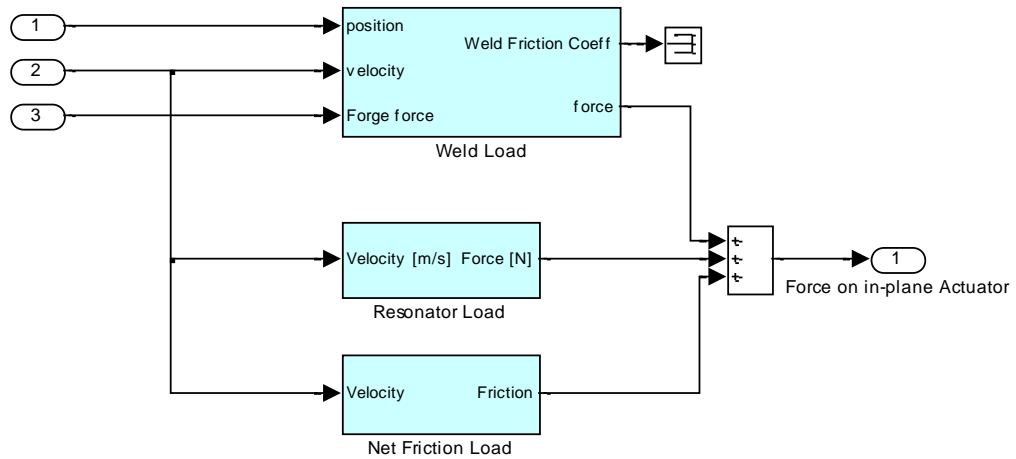 1
position
Weld Friction Coeff
2
velocity
3
Forge force
force
Weld Load
Velocity [m/s] Force [N]
Resonator Load
+
+
+
1
Force on in-plane Actuator
Velocity
Friction
Net Friction Load